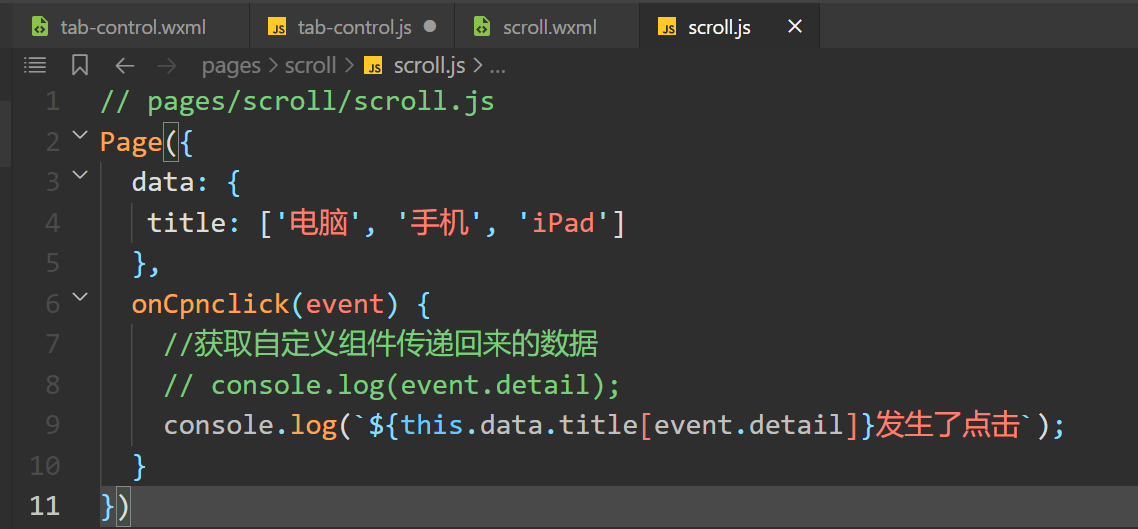 tab-control.wxml JS tab-control.js scroll.wxml JS scroll.js
pages > scroll > JS scroll.js > ...
1 // pages/scroll/scroll.js
2 Page({
3 data: {
4 title: ['电脑', '手机', 'iPad']
5 },
6 onCpnclick(event) {
7 //获取自定义组件传递回来的数据
8 // console.log(event.detail);
9 console.log(`${this.data.title[event.detail]}发生了点击`);
10 }
11 })